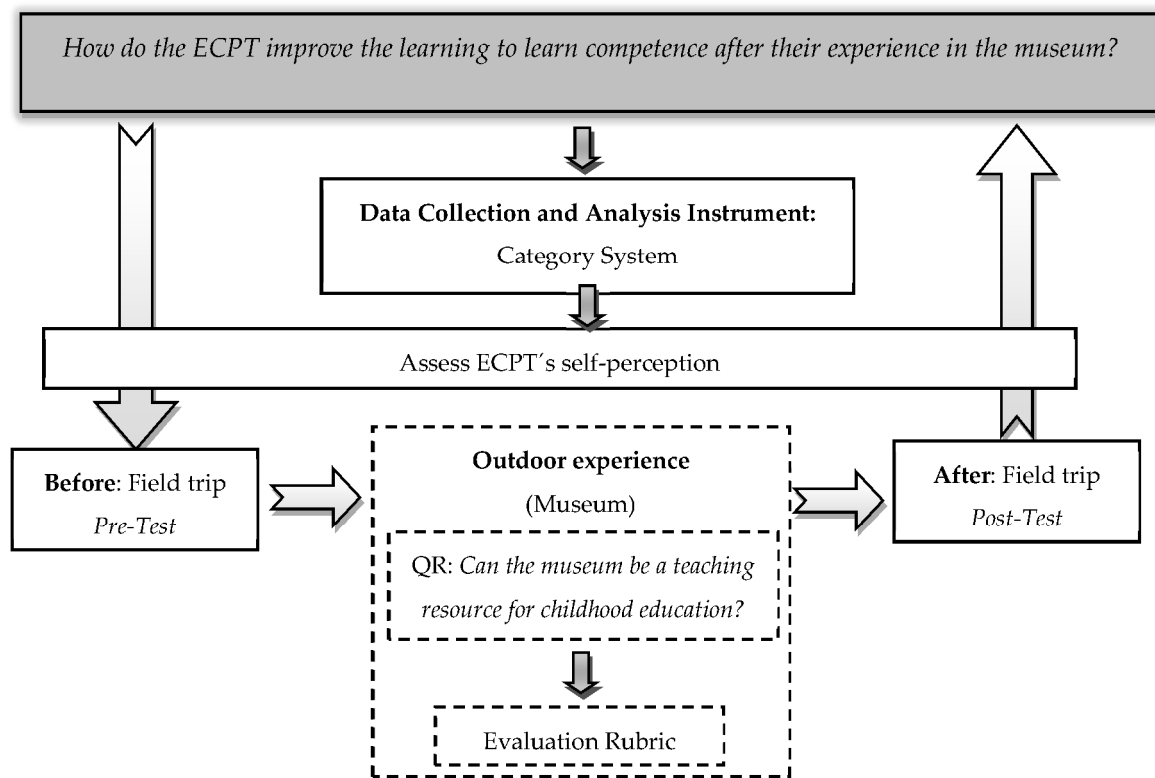 How do the ECPT improve the learning to learn competence after their experience in the museum?
Data Collection and Analysis Instrument:
Category System
Assess ECPT´s self-perception
Before: Field trip
Pre-Test
Outdoor experience
(Museum)
QR: Can the museum be a teaching
resource for childhood education?
Evaluation Rubric
After: Field trip
Post-Test